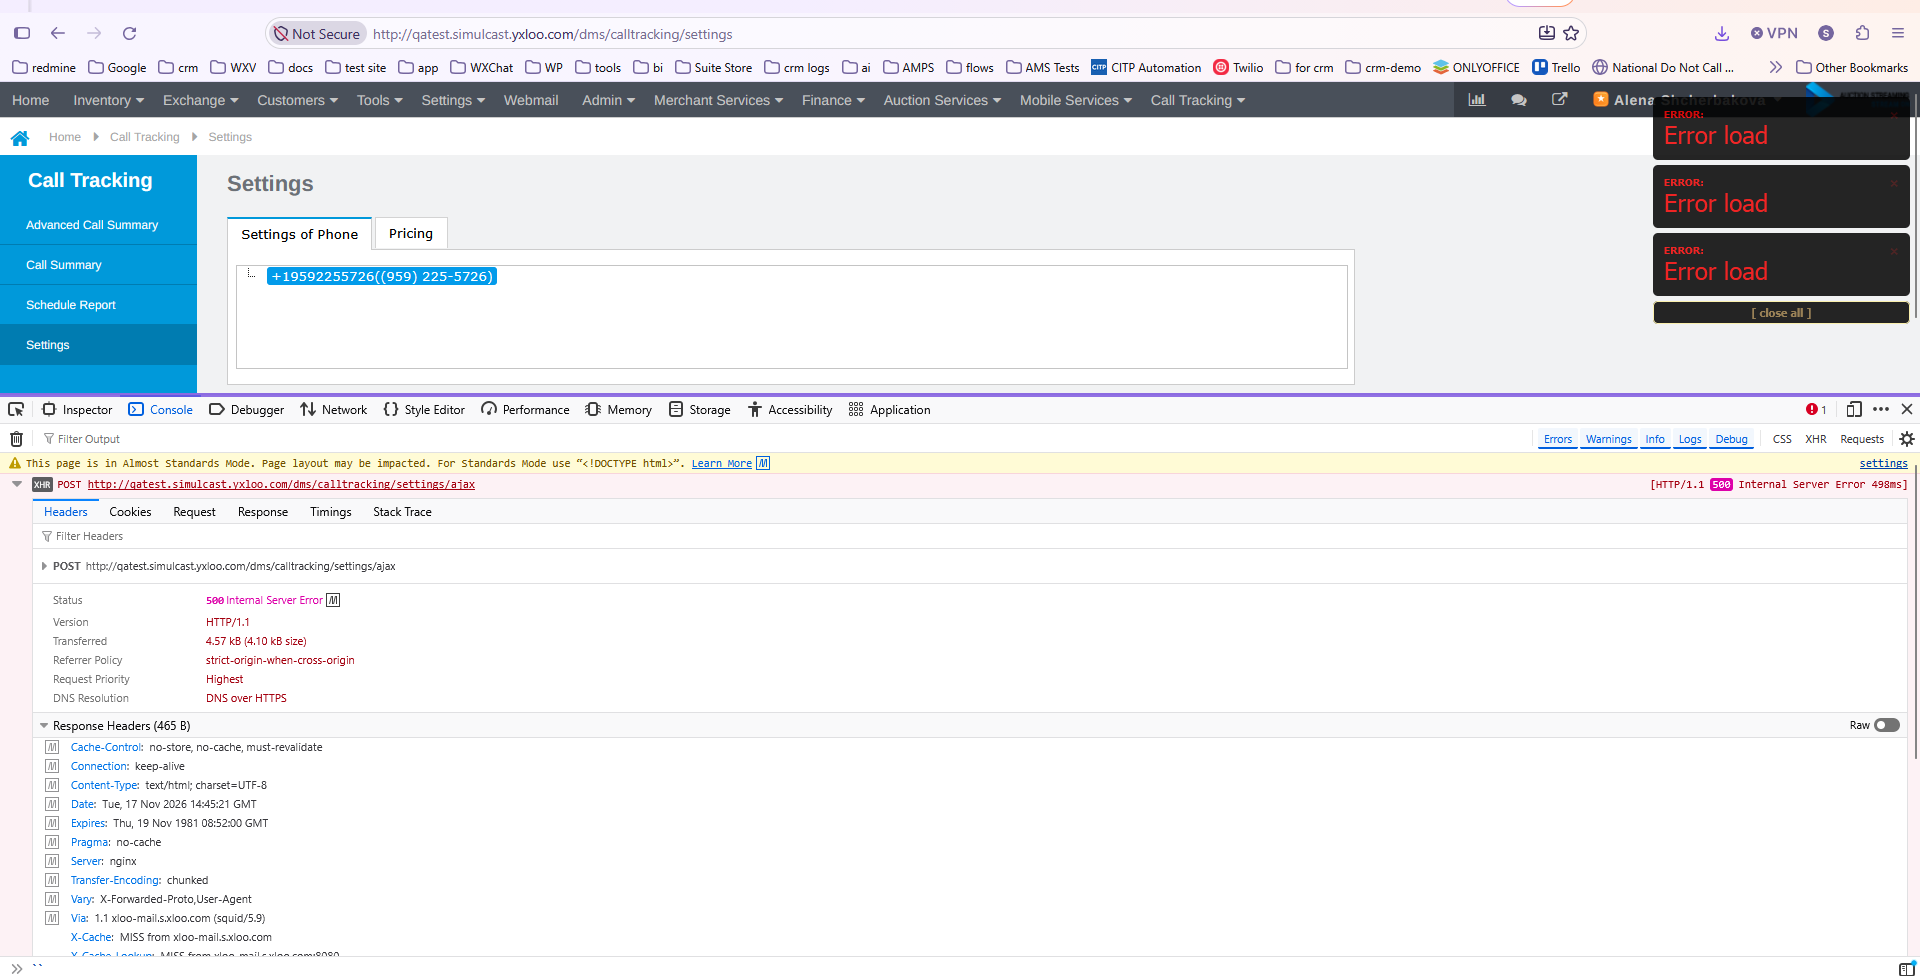 Not Secure http://qatest.simulcast.yxloo.com/dms/calltracking/settings VPN S
redmine Google crm WXV docs test site app WXChat WP tools bi Suite Store crm logs ai AMPS flows AMS Tests CITP CITP Automation Twilio for crm crm-demo ONLYOFFICE Trello National Do Not Call ... Other Bookmarks
Home Inventory Exchange Customers Tools Settings Webmail Admin Merchant Services Finance Auction Services Mobile Services Call Tracking Alena Shcherbakova
Home Call Tracking Settings
ERROR:
Error load
ERROR:
Error load
ERROR:
Error load
[ close all ]
Call Tracking
Advanced Call Summary
Call Summary
Schedule Report
Settings
Settings
Settings of Phone Pricing
+19592255726((959) 225-5726)
Inspector Console Debugger Network Style Editor Performance Memory Storage Accessibility Application 1
Filter Output Errors Warnings Info Logs Debug CSS XHR Requests
This page is in Almost Standards Mode. Page layout may be impacted. For Standards Mode use “<!DOCTYPE html>”. Learn More settings
XHR POST http://qatest.simulcast.yxloo.com/dms/calltracking/settings/ajax [HTTP/1.1 500 Internal Server Error 498ms]
Headers Cookies Request Response Timings Stack Trace
Filter Headers
POST http://qatest.simulcast.yxloo.com/dms/calltracking/settings/ajax
Status 500 Internal Server Error
Version HTTP/1.1
Transferred 4.57 kB (4.10 kB size)
Referrer Policy strict-origin-when-cross-origin
Request Priority Highest
DNS Resolution DNS over HTTPS
Response Headers (465 B) Raw
Cache-Control: no-store, no-cache, must-revalidate
Connection: keep-alive
Content-Type: text/html; charset=UTF-8
Date: Tue, 17 Nov 2026 14:45:21 GMT
Expires: Thu, 19 Nov 1981 08:52:00 GMT
Pragma: no-cache
Server: nginx
Transfer-Encoding: chunked
Vary: X-Forwarded-Proto,User-Agent
Via: 1.1 xloo-mail.s.xloo.com (squid/5.9)
X-Cache: MISS from xloo-mail.s.xloo.com
X-Cache-Lookup: MISS from xloo-mail.s.xloo.com:8080